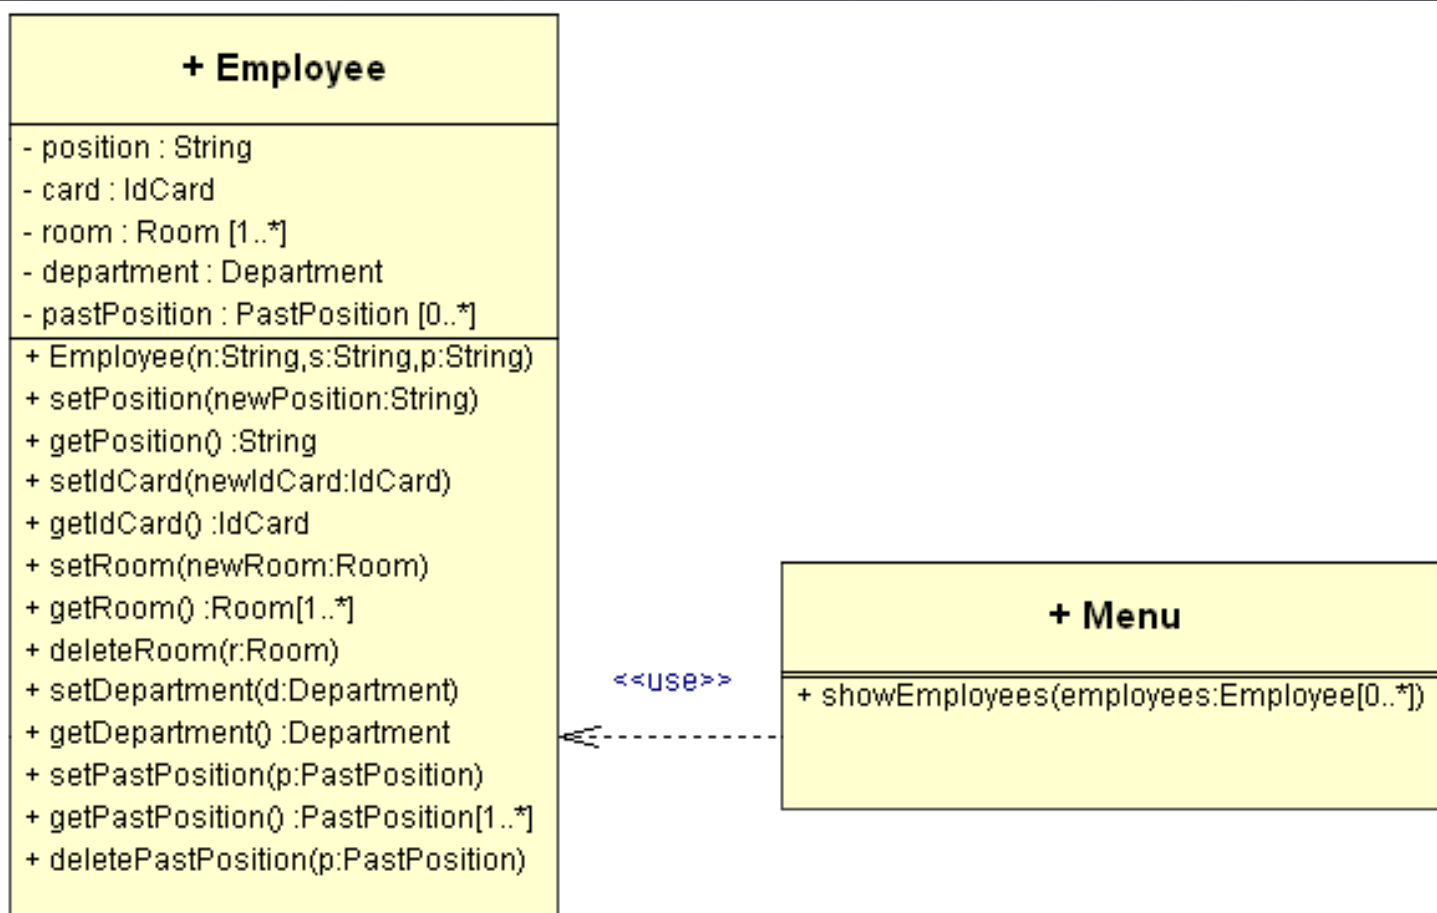 + Employee
- position : String
- card : IdCard
- room : Room [1..*]
- department : Department
- pastPosition : PastPosition [0..*]
+ Employee(n:String,s:String,p:String)
+ setPosition(newPosition:String)
+ getPosition() :String
+ setIdCard(newIdCard:IdCard)
+ getIdCard() :IdCard
+ setRoom(newRoom:Room)
+ getRoom() :Room[1..*]
+ deleteRoom(r:Room)
+ setDepartment(d:Department)
+ getDepartment() :Department
+ setPastPosition(p:PastPosition)
+ getPastPosition() :PastPosition[1..*]
+ deletePastPosition(p:PastPosition)
<<use>>
+ Menu
+ showEmployees(employees:Employee[0..*])